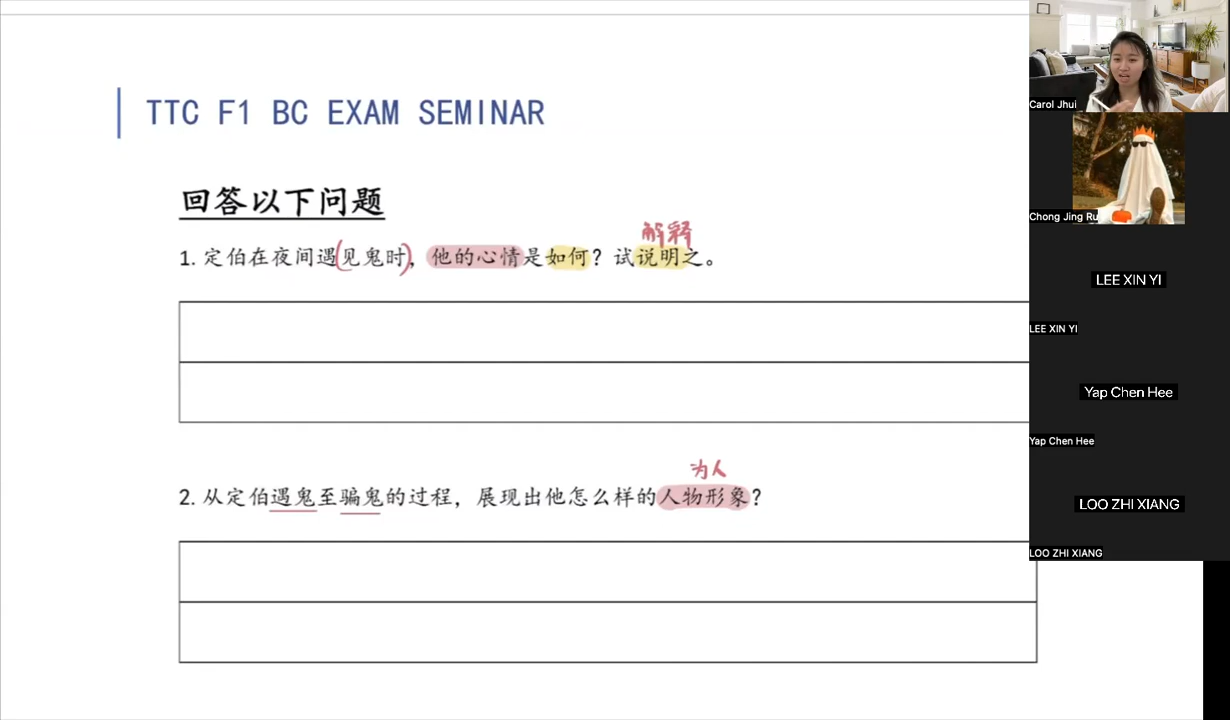 TTC F1 BC EXAM SEMINAR
回答以下问题
解释
1. 定伯在夜间遇(见鬼时)，他的心情是如何？试说明之。
为人
2. 从定伯遇鬼至骗鬼的过程，展现出他怎么样的人物形象？
Carol Jhui
Chong Jing Ru
LEE XIN YI
LEE XIN YI
Yap Chen Hee
Yap Chen Hee
LOO ZHI XIANG
LOO ZHI XIANG